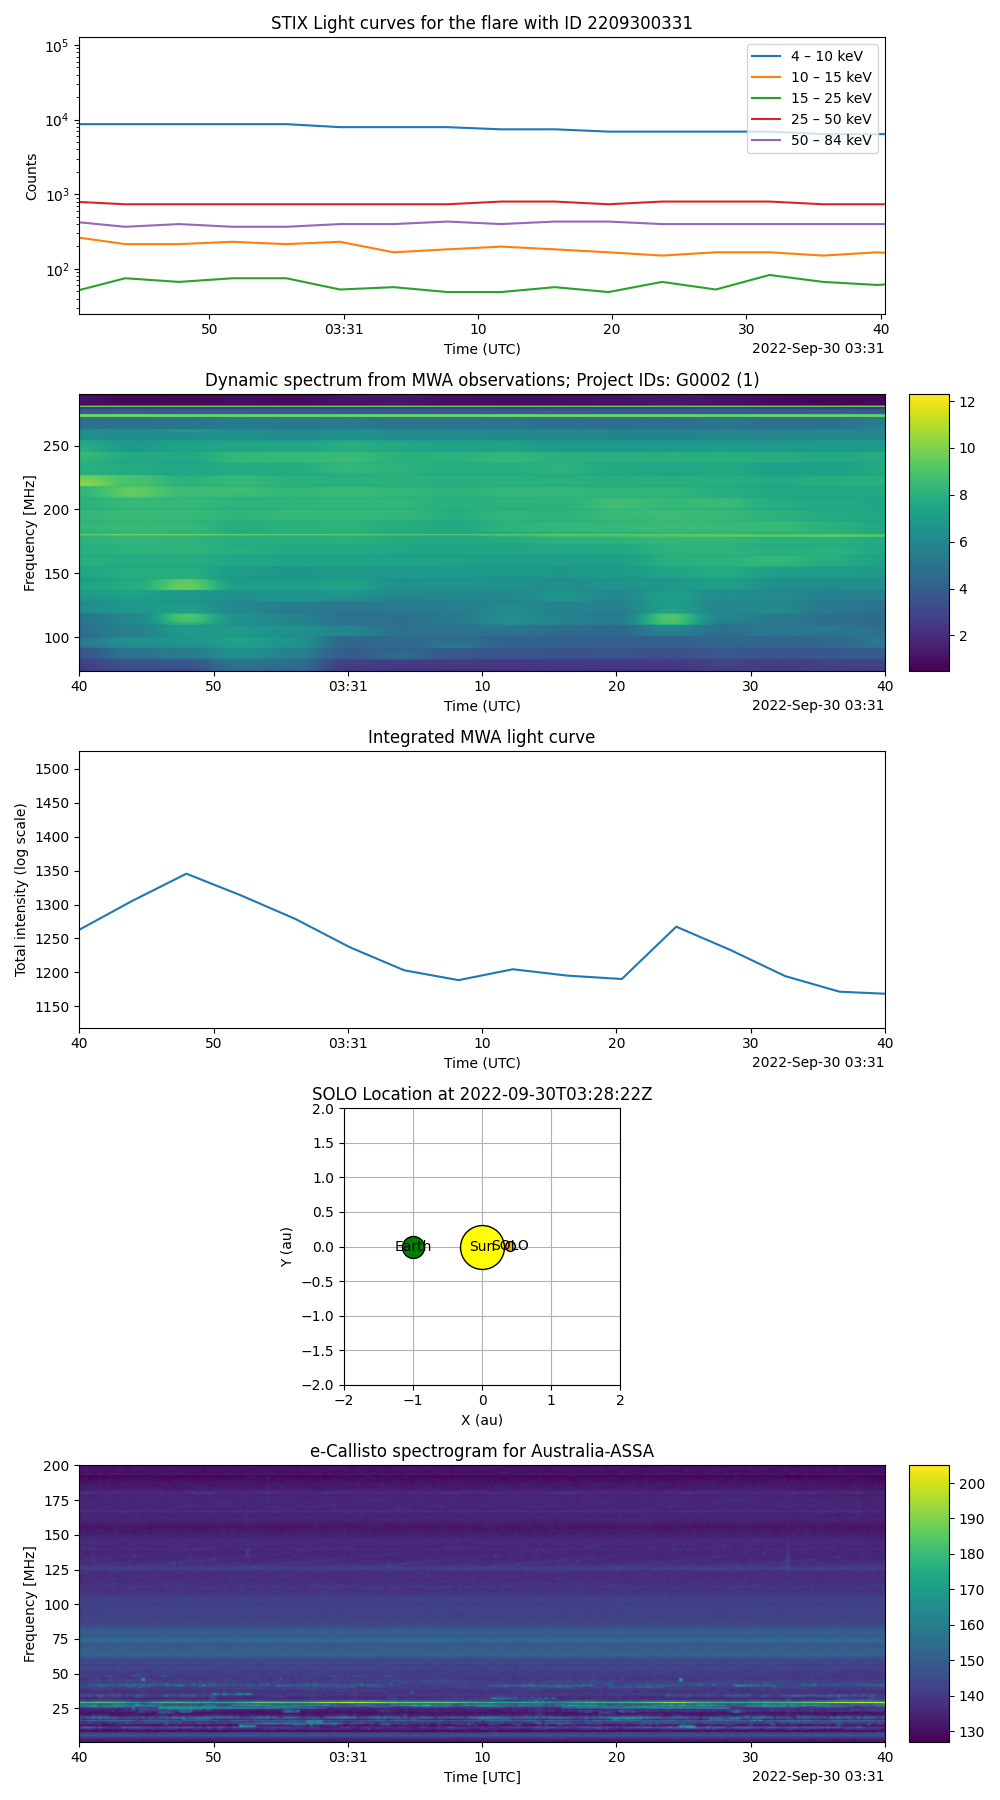 STIX Light curves for the flare with ID 2209300331
10⁵
10⁴
10³
10²
Counts
4 – 10 keV
10 – 15 keV
15 – 25 keV
25 – 50 keV
50 – 84 keV
50 03:31 10 20 30 40
Time (UTC)
2022-Sep-30 03:31
Dynamic spectrum from MWA observations; Project IDs: G0002 (1)
250
200
150
100
Frequency [MHz]
12
10
8
6
4
2
40 50 03:31 10 20 30 40
Time (UTC)
2022-Sep-30 03:31
Integrated MWA light curve
1500
1450
1400
1350
1300
1250
1200
1150
Total intensity (log scale)
40 50 03:31 10 20 30 40
Time (UTC)
2022-Sep-30 03:31
SOLO Location at 2022-09-30T03:28:22Z
2.0
1.5
1.0
0.5
0.0
−0.5
−1.0
−1.5
−2.0
Y (au)
Earth
Sun
SOLO
−2 −1 0 1 2
X (au)
e-Callisto spectrogram for Australia-ASSA
200
175
150
125
100
75
50
25
Frequency [MHz]
200
190
180
170
160
150
140
130
40 50 03:31 10 20 30 40
Time [UTC]
2022-Sep-30 03:31